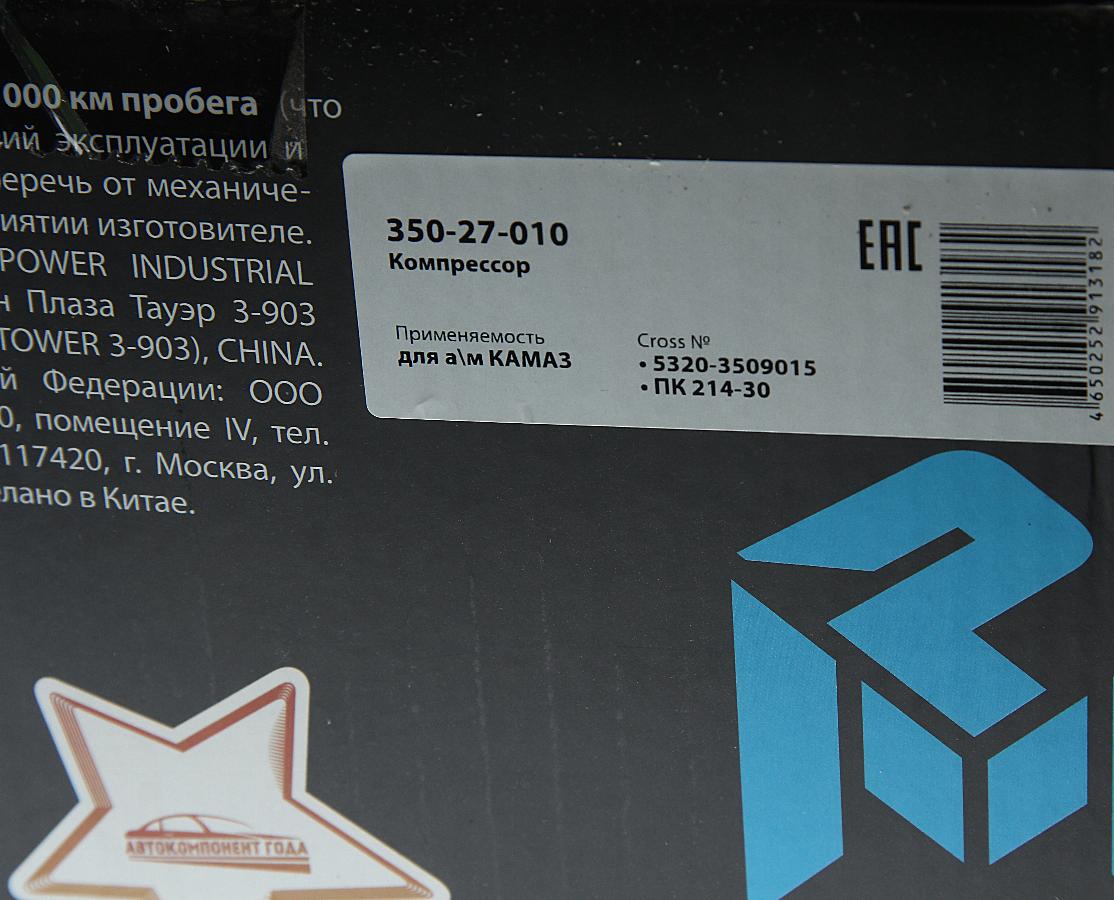 000 км пробега (что
ий эксплуатации и
еречь от механиче-
иятии изготовителе.
POWER INDUSTRIAL
н Плаза Тауэр 3-903
TOWER 3-903), CHINA.
й Федерации: ООО
0, помещение IV, тел.
117420, г. Москва, ул.
лано в Китае.
350-27-010
Компрессор
Применяемость
для а\м КАМАЗ
Cross №
• 5320-3509015
• ПК 214-30
EAC
4650252913182
АВТОКОМПОНЕНТ ГОДА